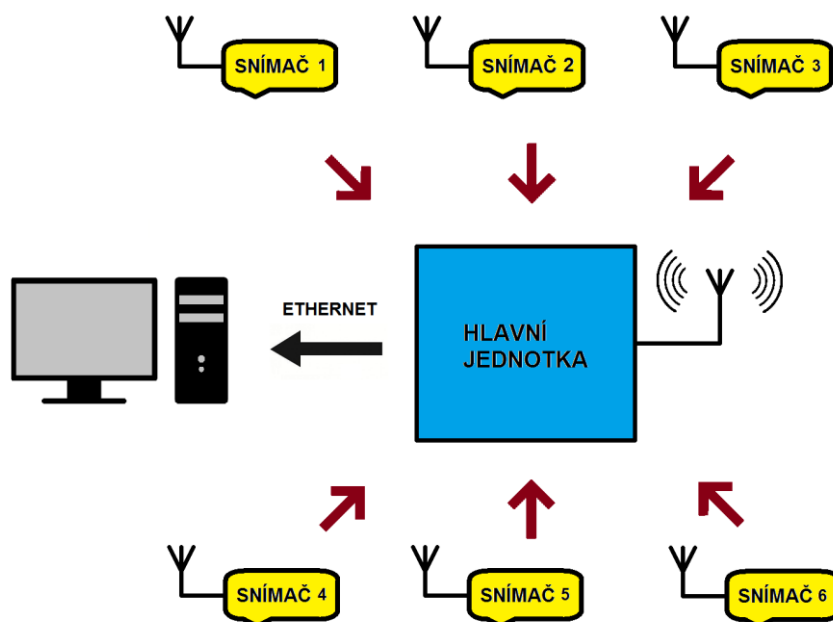 SNÍMAČ 1
SNÍMAČ 2
SNÍMAČ 3
ETHERNET
HLAVNÍ
JEDNOTKA
SNÍMAČ 4
SNÍMAČ 5
SNÍMAČ 6